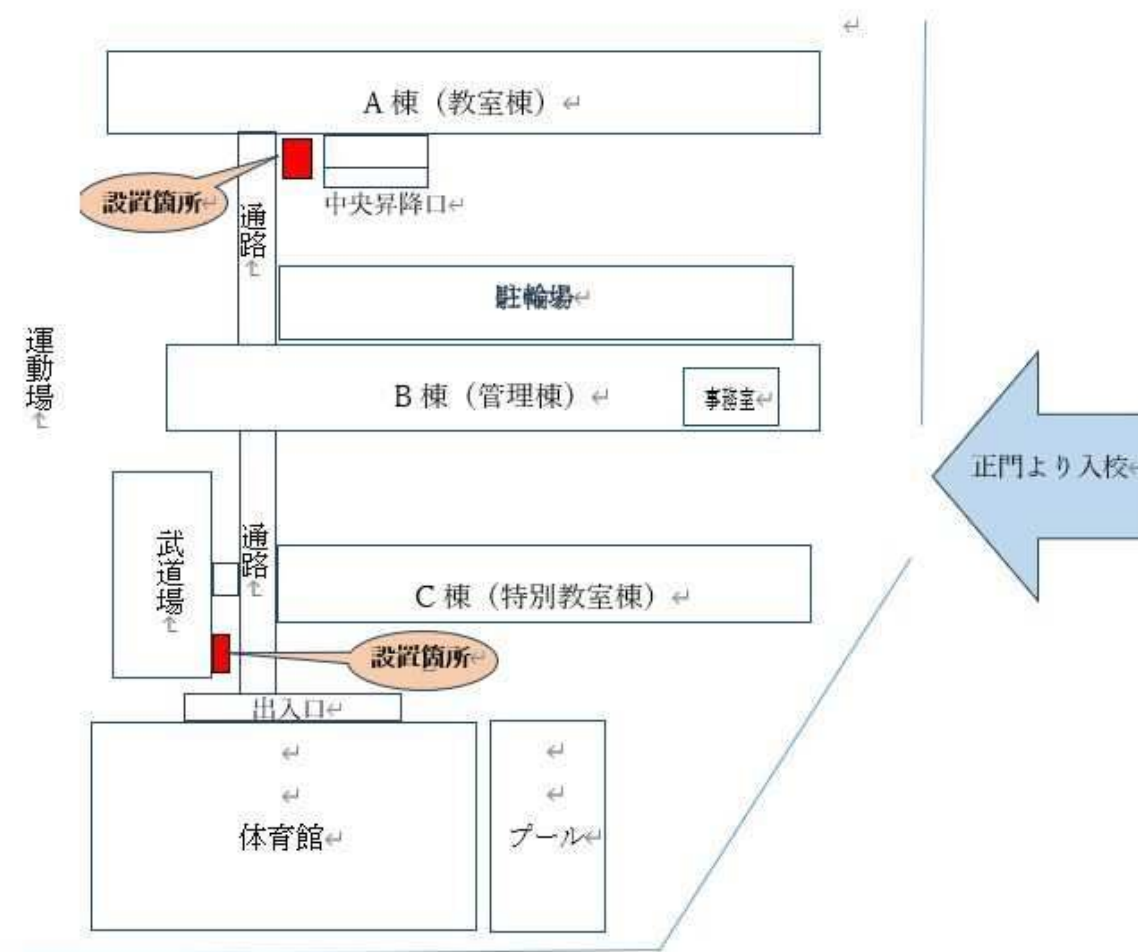 A棟（教室棟）
設置箇所
中央昇降口
通路
駐輪場
運動場
B棟（管理棟）
事務室
正門より入校
武道場
通路
C棟（特別教室棟）
設置箇所
出入口
体育館
プール